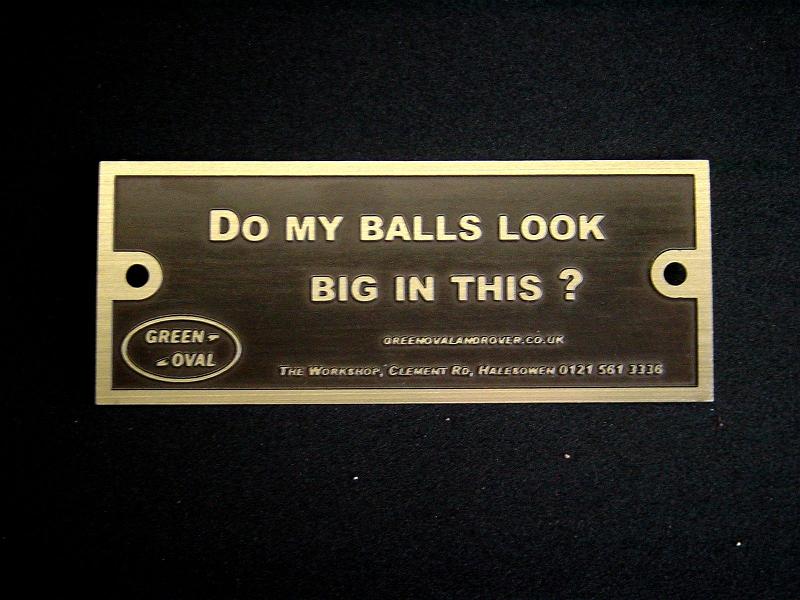 Do my balls look
big in this ?
GREEN
OVAL
greenovalandrover.co.uk
The Workshop, Clement Rd, Halesowen 0121 561 3336